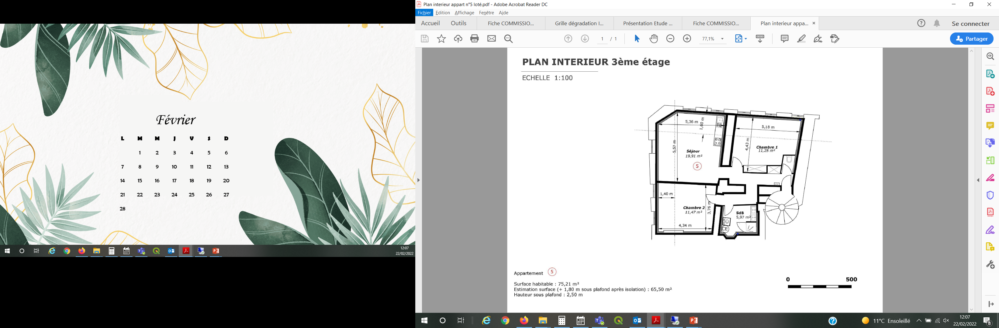 Février
L M M J V S D
1 2 3 4 5 6
7 8 9 10 11 12 13
14 15 16 17 18 19 20
21 22 23 24 25 26 27
28
12:07
22/02/2022
Plan interieur appart n°5 loté.pdf - Adobe Acrobat Reader DC
Fichier Edition Affichage Fenêtre Aide
Accueil Outils Fiche COMMISSIO... Grille dégradation I... Présentation Etude ... Fiche COMMISSIO... Plan interieur appa... × Se connecter
1 / 1 77,1% Partager
PLAN INTERIEUR 3ème étage
ECHELLE 1:100
5,36 m
1,60 m
5,18 m
5,57 m
4,43 m
Séjour
19,91 m²
5
Chambre 1
11,25 m²
1,40 m
Chambre 2
11,47 m²
3,76 m
4,34 m
SdB
5,97 m²
CE
Appartement 5
Surface habitable : 75,21 m²
Estimation surface (+ 1,80 m sous plafond après isolation) : 65,50 m²
Hauteur sous plafond : 2,50 m
0 500
11°C Ensoleillé
12:07
22/02/2022
8